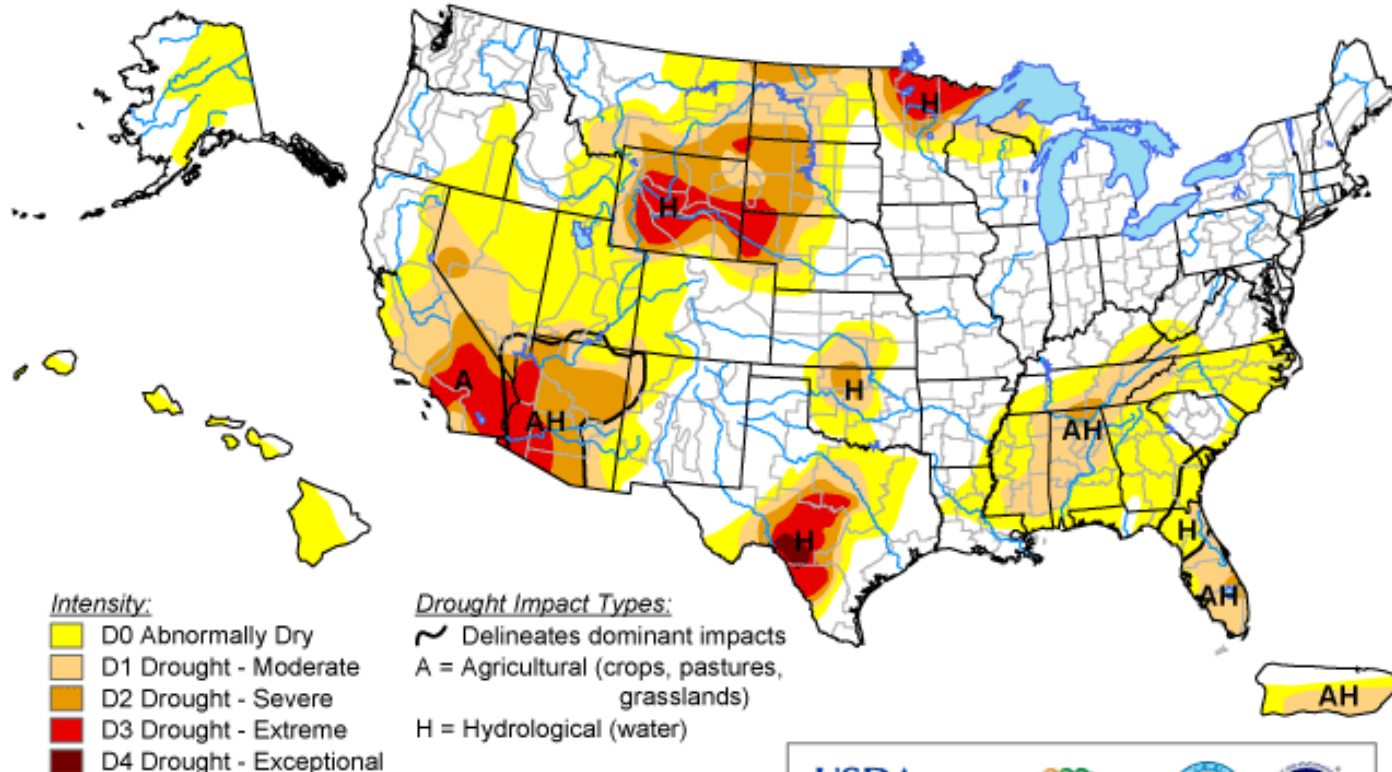 H
H
A
AH
H
AH
H
H
AH
AH
Intensity:
D0 Abnormally Dry
D1 Drought - Moderate
D2 Drought - Severe
D3 Drought - Extreme
D4 Drought - Exceptional
Drought Impact Types:
Delineates dominant impacts
A = Agricultural (crops, pastures,
grasslands)
H = Hydrological (water)
USDA